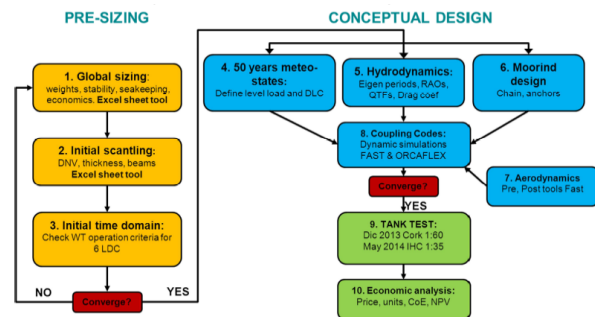 PRE-SIZING
CONCEPTUAL DESIGN
1. Global sizing:
weights, stability, seakeeping,
economics. Excel sheet tool
2. Initial scantling:
DNV, thickness, beams
Excel sheet tool
3. Initial time domain:
Check WT operation criteria for
6 LDC
NO
Converge?
YES
4. 50 years meteo-
states:
Define level load and DLC
5. Hydrodynamics:
Eigen periods, RAOs,
QTFs, Drag coef
6. Moorind
design
Chain, anchors
8. Coupling Codes:
Dynamic simulations
FAST & ORCAFLEX
7. Aerodynamics
Pre, Post tools Fast
Converge?
YES
9. TANK TEST:
Dic 2013 Cork 1:60
May 2014 IHC 1:35
10. Economic analysis:
Price, units, CoE, NPV